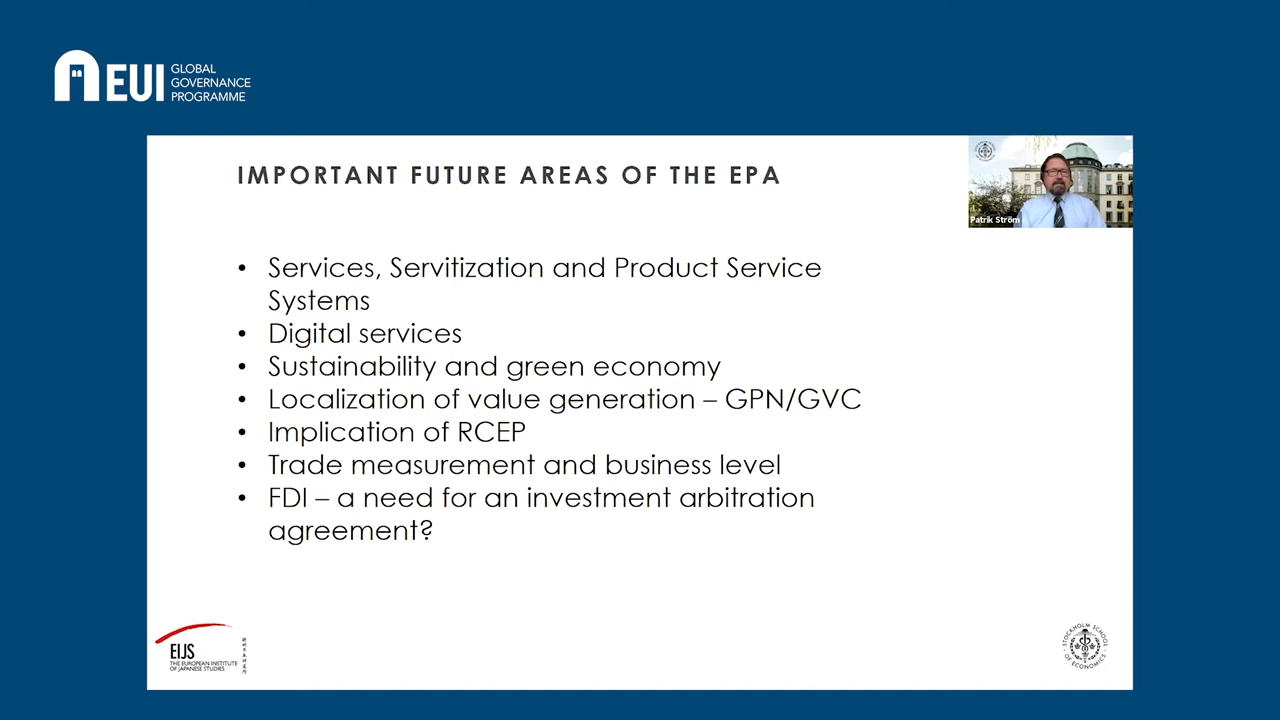 EUI
GLOBAL
GOVERNANCE
PROGRAMME
IMPORTANT FUTURE AREAS OF THE EPA
Patrik Ström
• Services, Servitization and Product Service
Systems
• Digital services
• Sustainability and green economy
• Localization of value generation – GPN/GVC
• Implication of RCEP
• Trade measurement and business level
• FDI – a need for an investment arbitration
agreement?
EIJS
THE EUROPEAN INSTITUTE
OF JAPANESE STUDIES
STOCKHOLM SCHOOL
OF ECONOMICS